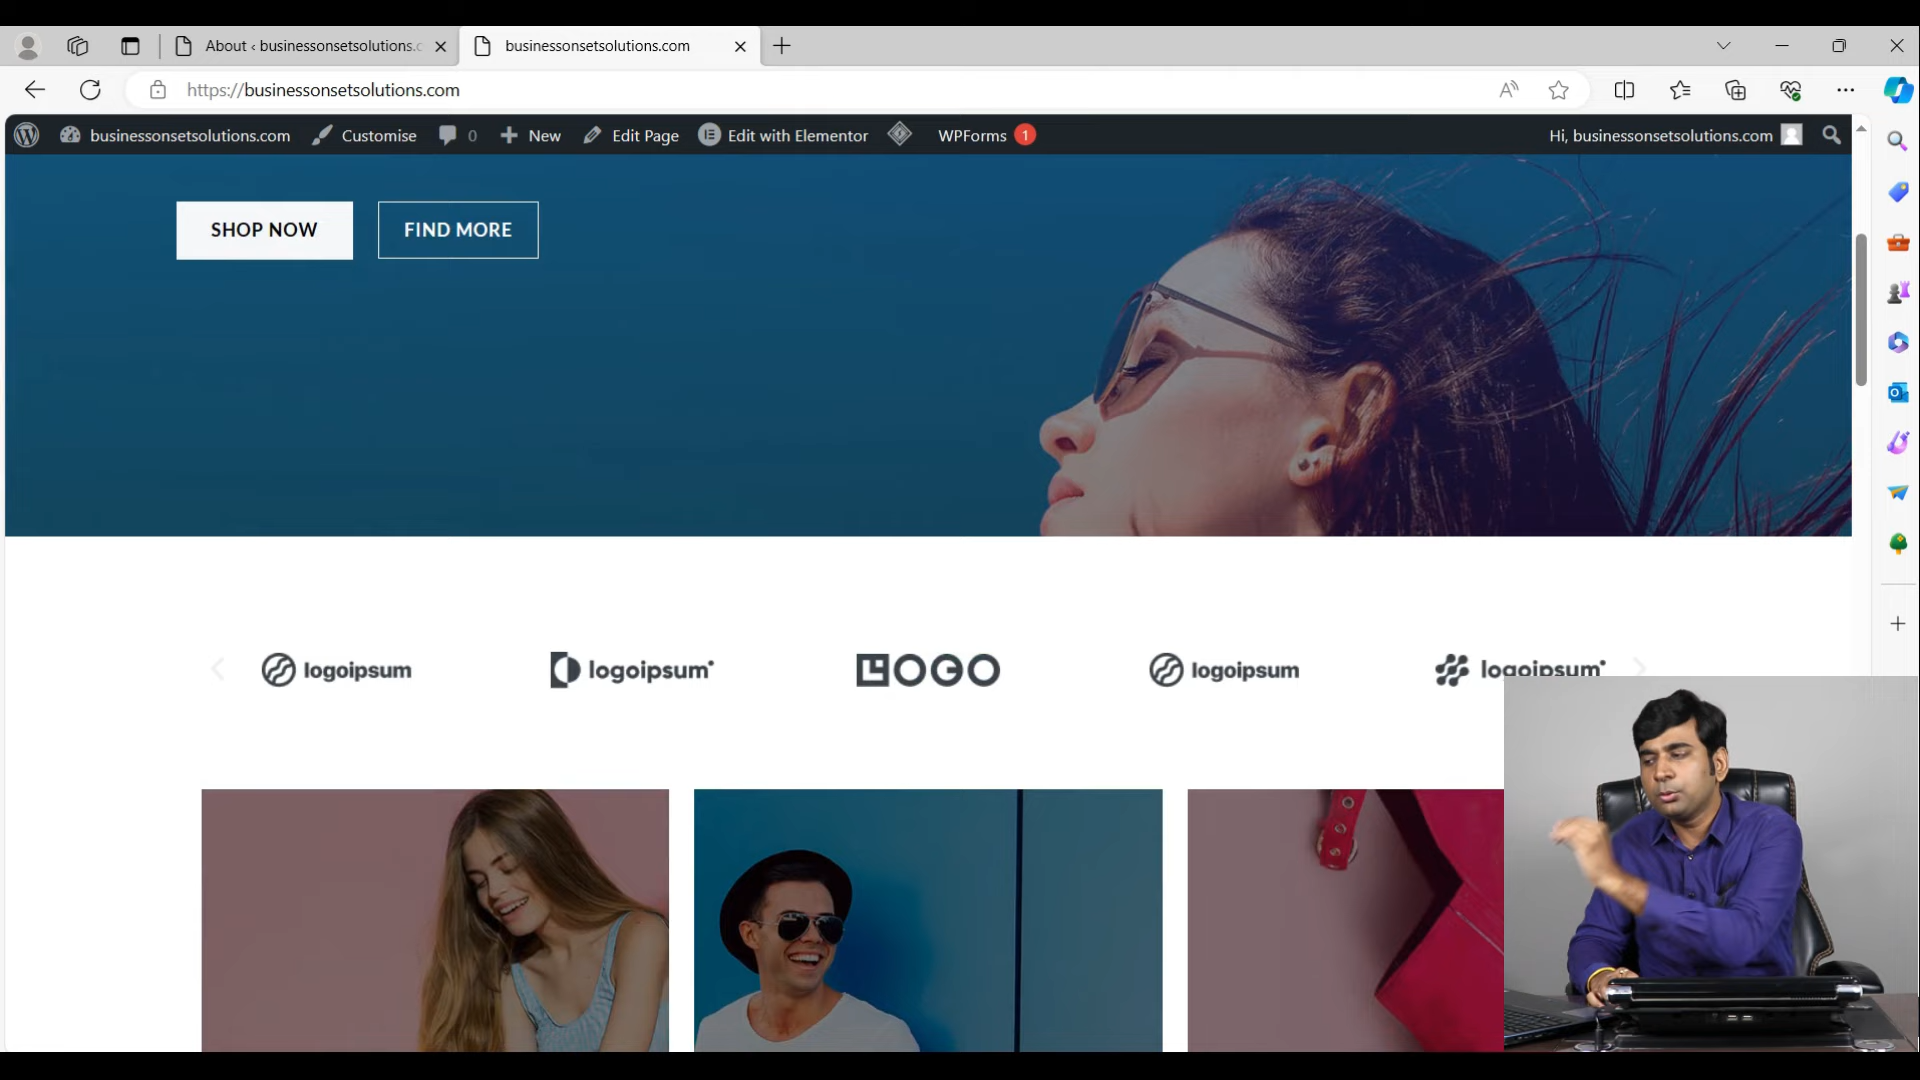 About ‹ businessonsetsolutions.c
businessonsetsolutions.com
https://businessonsetsolutions.com
businessonsetsolutions.com
Customise
0
New
Edit Page
Edit with Elementor
WPForms
1
Hi, businessonsetsolutions.com
SHOP NOW
FIND MORE
logoipsum
logoipsum
LOGO
logoipsum
logoipsum